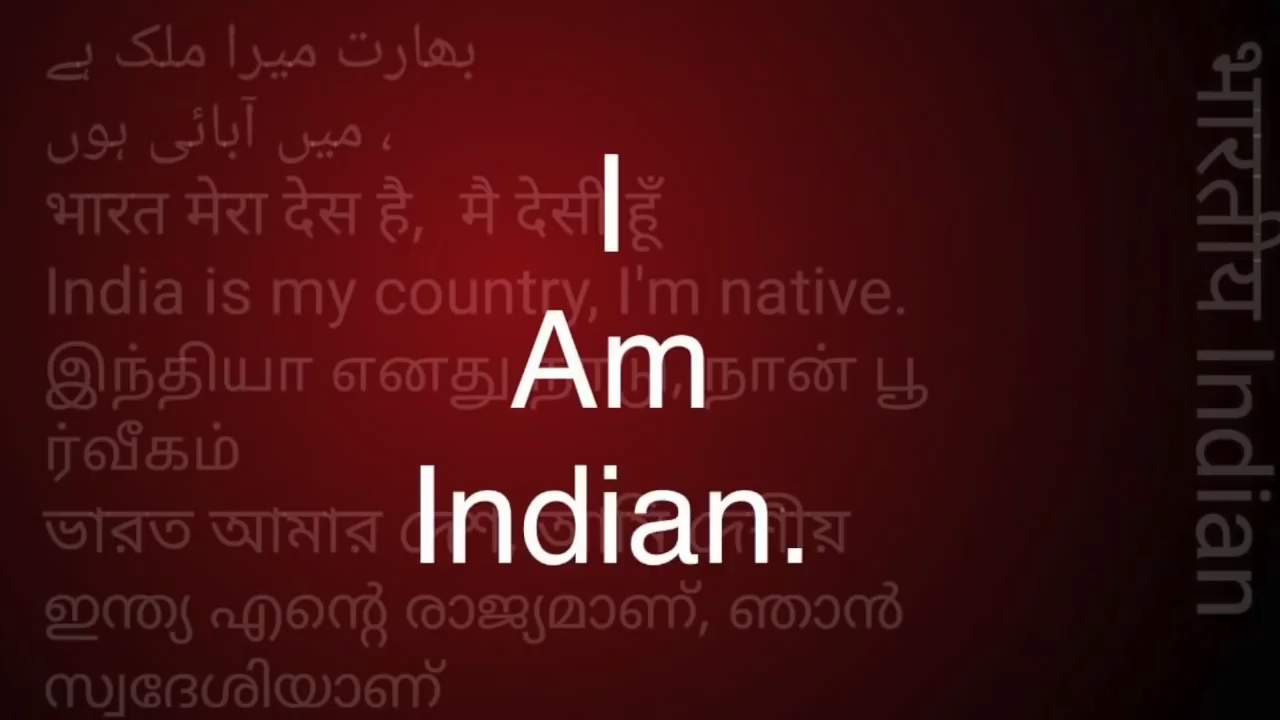 بھارت میرا ملک ہے
، میں آبائی ہوں
भारत मेरा देस है, मै देसी हूँ
India is my country, I'm native.
இந்தியா எனது நாடு, நான் பூ
ர்வீகம்
ভারত আমার দেশ, আমি দেশীয়
ഇന്ത്യ എന്റെ രാജ്യമാണ്, ഞാൻ
സ്വദേശിയാണ്
I
Am
Indian.
भारतीय Indian